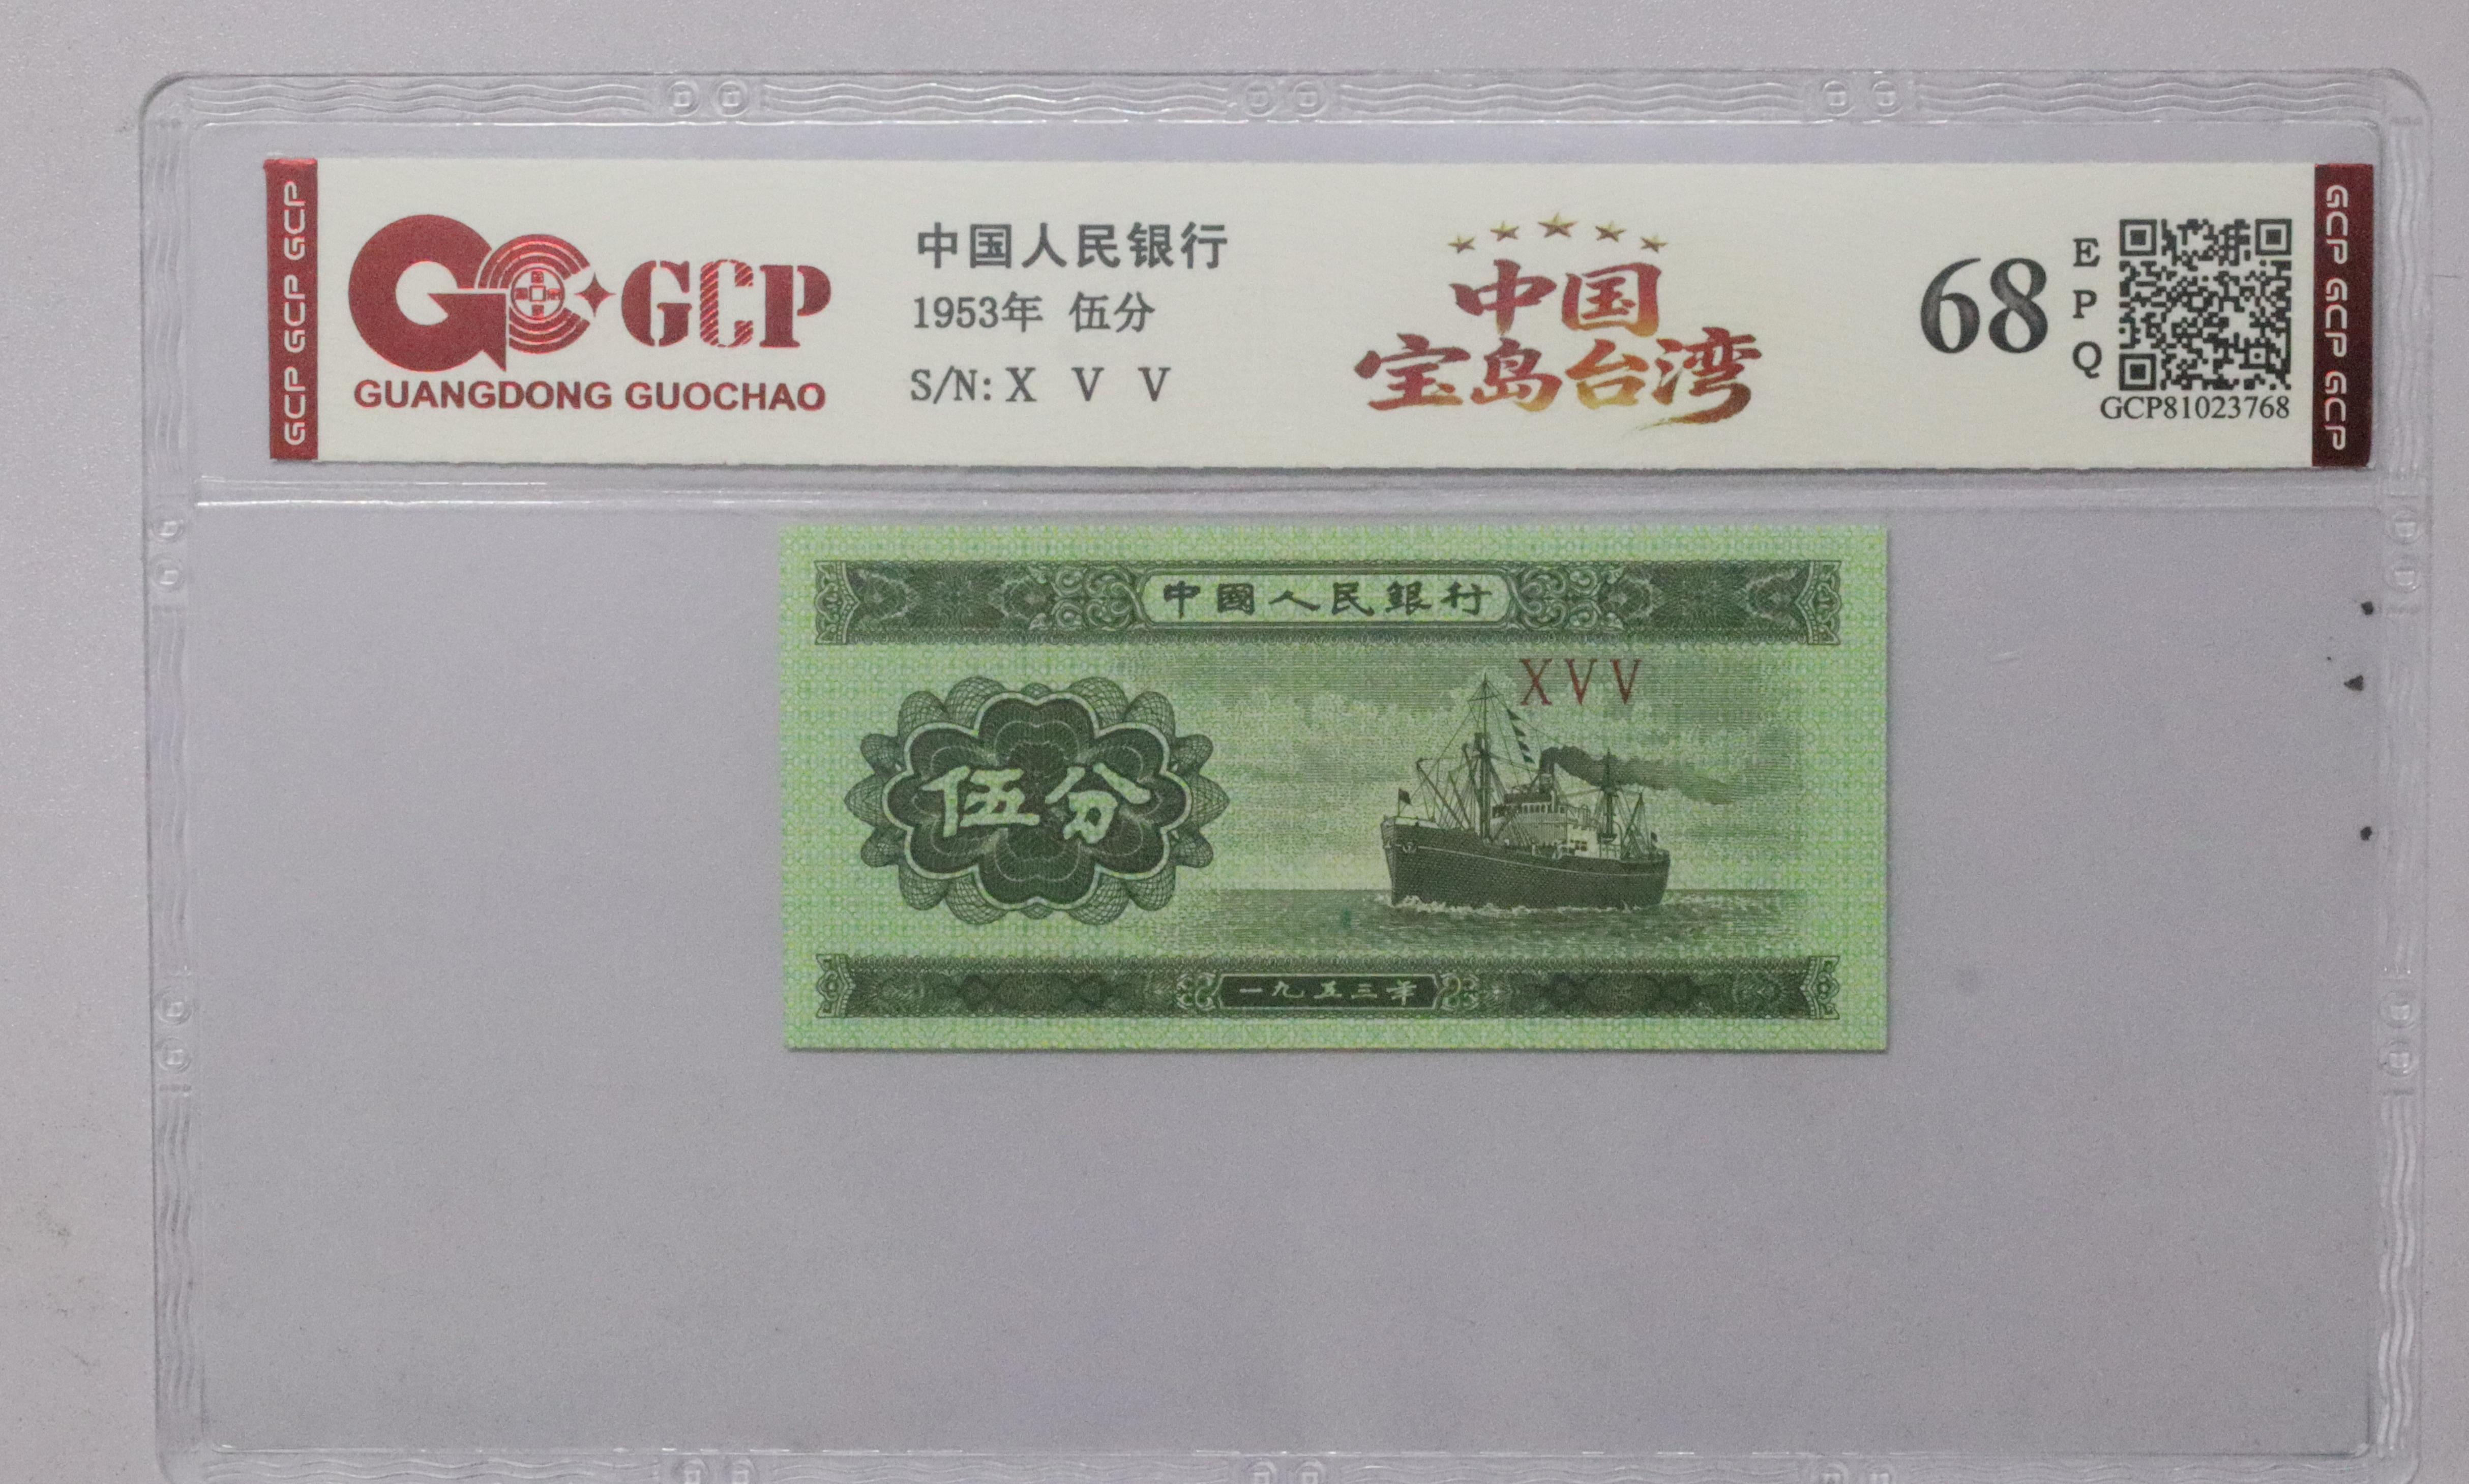 GCP GCP GCP
GCP
GUANGDONG GUOCHAO
中国人民银行
1953年 伍分
S/N: X V V
中国
宝岛台湾
68
E
P
Q
GCP81023768
GCP GCP GCP
中國人民銀行
XVV
伍分
一九五三年